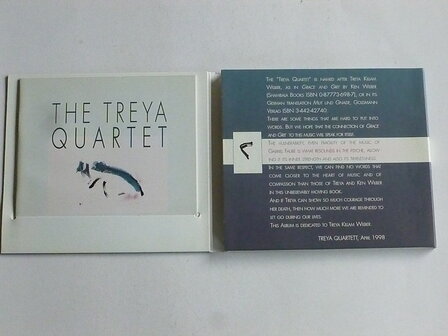 THE TREYA
QUARTET
THE "TREYA QUARTET" IS NAMED AFTER TREYA KILLAM
WILBER, AS IN GRACE AND GRIT BY KEN WILBER
(SHAMBALA BOOKS ISBN 0-87773-698-7), OR IN ITS
GERMAN TRANSLATION MUT UND GNADE, GOLDMANN
VERLAG ISBN 3-442-42740.
THERE ARE SOME THINGS THAT ARE HARD TO PUT INTO
WORDS. BUT WE HOPE THAT THE CONNECTION OF GRACE
AND GRIT TO THIS MUSIC WILL SPEAK FOR ITSELF.
THE VULNERABILITY, EVEN FRAGILITY OF THE MUSIC OF
GABRIEL FAURÉ IS WHAT RESOUNDS IN THE PSYCHE, ALLOW
ING IT ITS INNER STRENGTH AND ALSO ITS TENDERNESS.
IN THE SAME RESPECT, WE CAN FIND NO WORDS THAT
COME CLOSER TO THE HEART OF MUSIC AND OF
COMPASSION THAN THOSE OF TREYA AND KEN WILBER
IN THIS UNBELIEVABLY MOVING BOOK.
AND IF TREYA CAN SHOW SO MUCH COURAGE THROUGH
HER DEATH, THEN HOW MUCH MORE WE ARE REMINDED TO
LET GO DURING OUR LIVES.
THIS ALBUM IS DEDICATED TO TREYA KILLAM WILBER.
TREYA QUARTETT, APRIL 1998